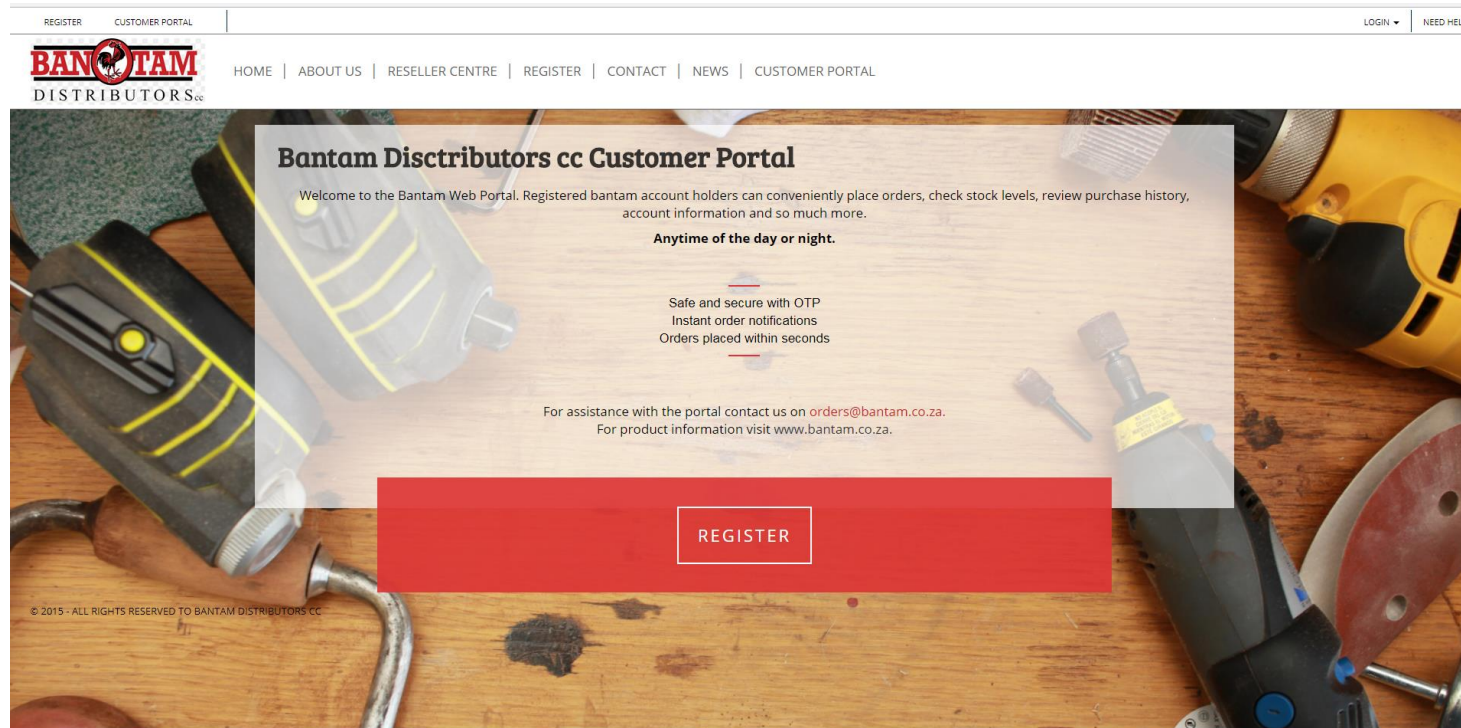 REGISTER CUSTOMER PORTAL LOGIN NEED HEL
BANTAM
DISTRIBUTORS cc
HOME | ABOUT US | RESELLER CENTRE | REGISTER | CONTACT | NEWS | CUSTOMER PORTAL
Bantam Disctributors cc Customer Portal
Welcome to the Bantam Web Portal. Registered bantam account holders can conveniently place orders, check stock levels, review purchase history,
account information and so much more.
Anytime of the day or night.
Safe and secure with OTP
Instant order notifications
Orders placed within seconds
For assistance with the portal contact us on orders@bantam.co.za.
For product information visit www.bantam.co.za.
REGISTER
© 2015 - ALL RIGHTS RESERVED TO BANTAM DISTRIBUTORS CC